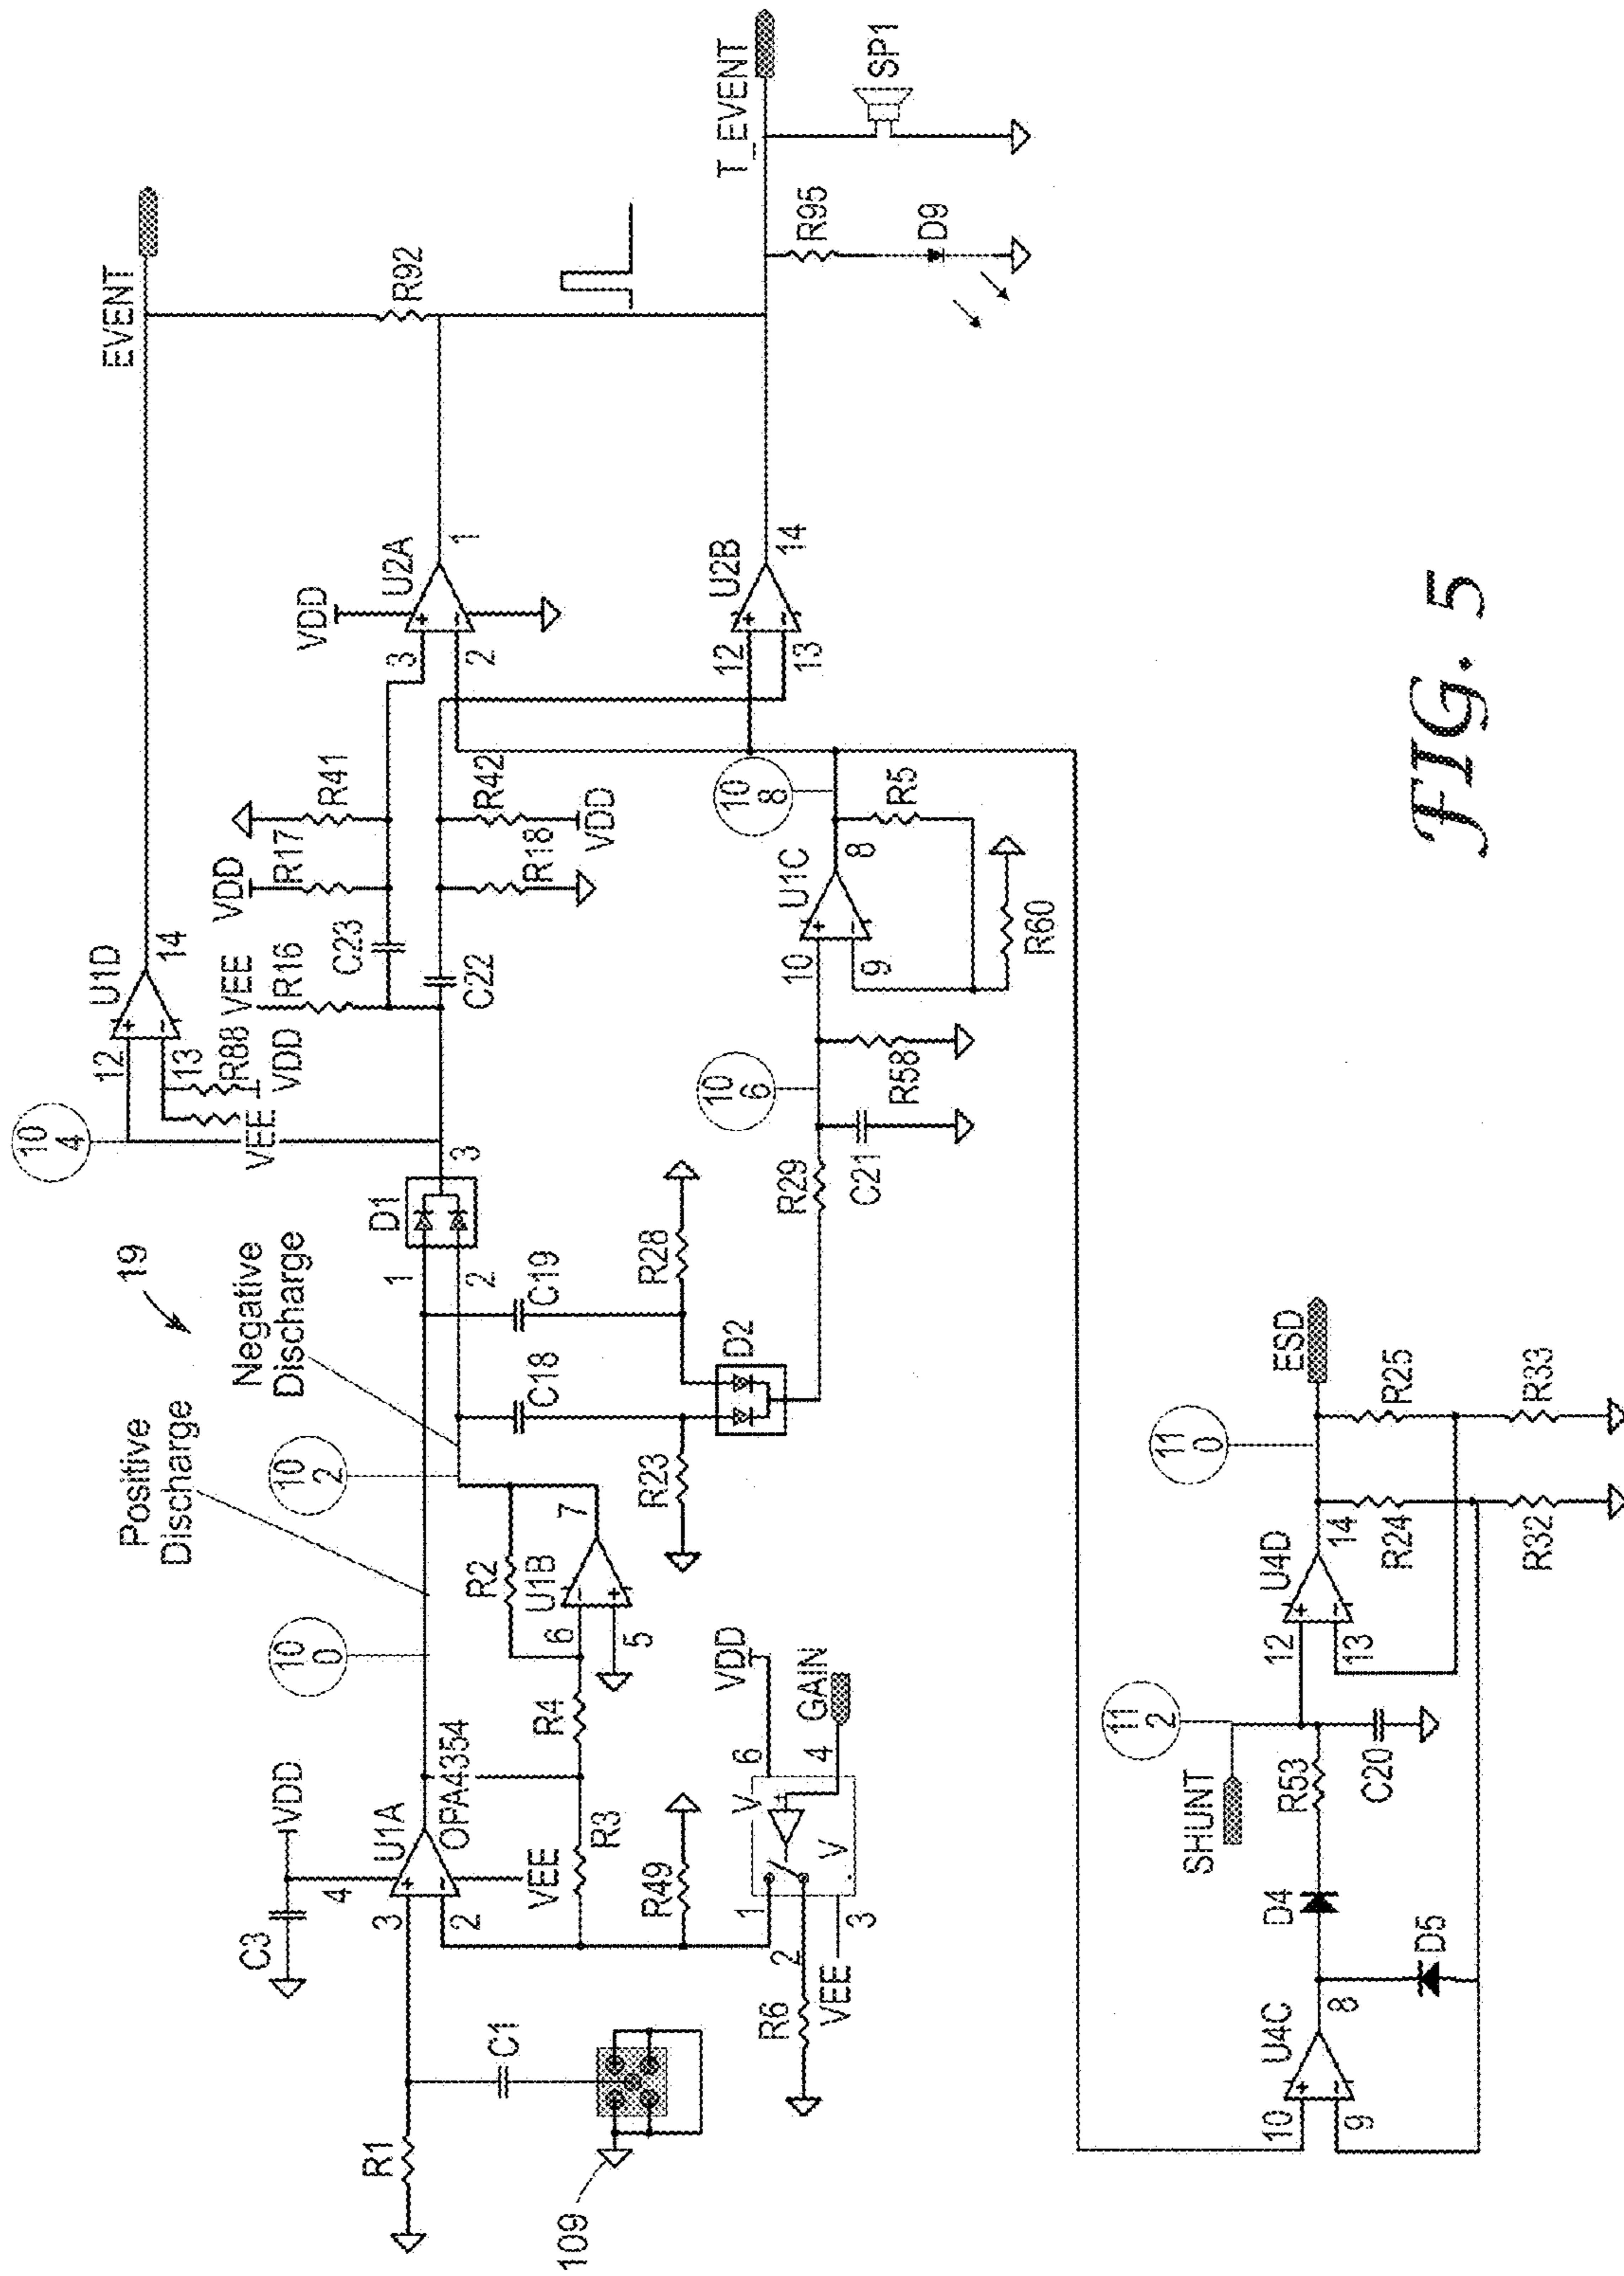 EVENT
R92
T_EVENT
SP1
R95
D9
U2A
1
VDD
3
2
U2B
14
12
13
R41
R17
VDD
R42
R18
VDD
C23
C22
R16
VEE
VDD
R88
VEE
U1D
14
12
13
10
4
10
8
U1C
8
10
9
R5
R60
10
6
R58
C21
R29
D1
3
1
2
19
Negative
Discharge
Positive
Discharge
C19
C18
R28
D2
R23
10
2
10
0
R2
U1B
7
6
5
R4
VDD
GAIN
6
4
V+
V
1
2
3
VEE
R6
R49
R3
VEE
U1A
OPA4354
VDD
4
3
2
C3
C1
R1
109
ESD
11
0
R25
R33
R24
R32
U4D
14
12
13
11
2
SHUNT
R53
C20
D4
D5
U4C
8
10
9
FIG. 5